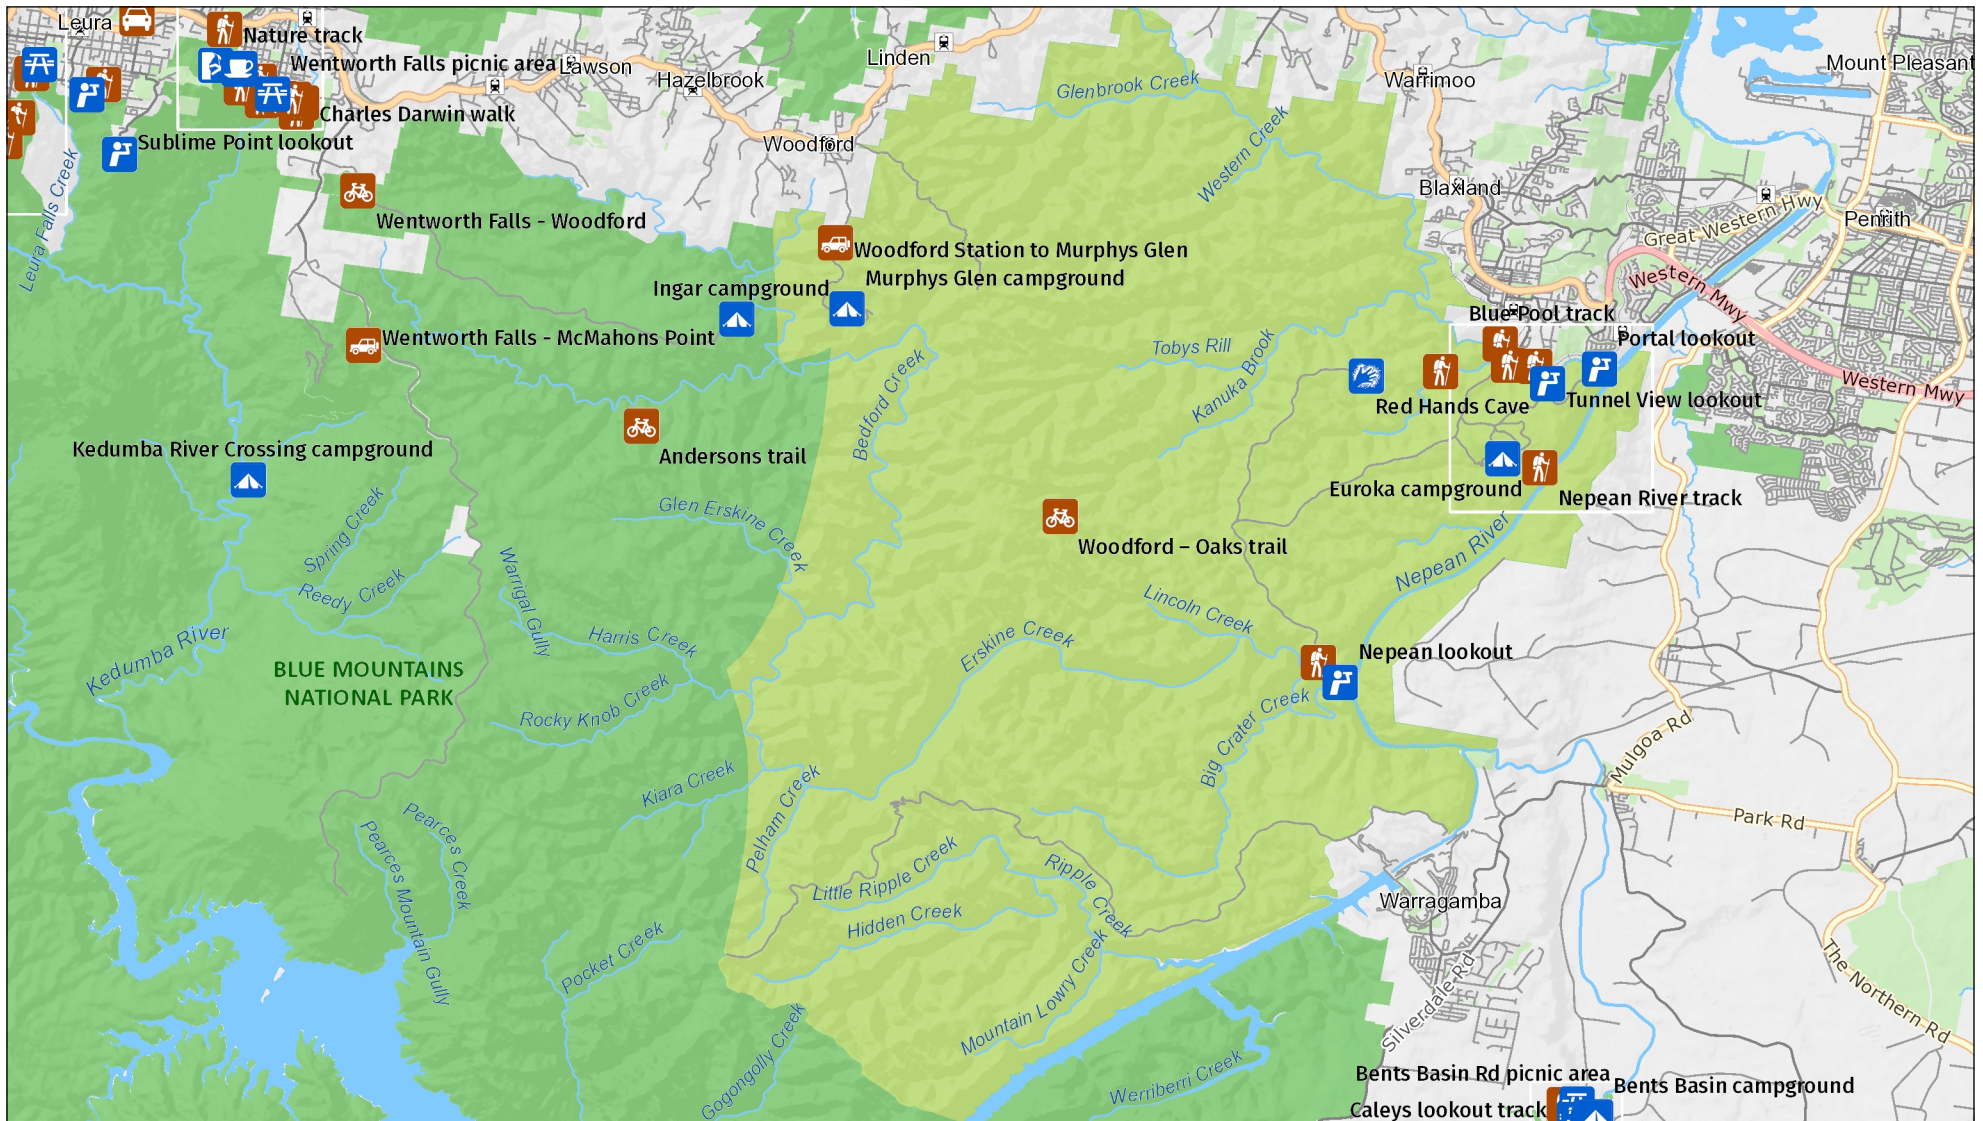 Leura
Nature track
Wentworth Falls picnic area
Lawson
Hazelbrook
Linden
Glenbrook Creek
Warrimoo
Mount Pleasant
Charles Darwin walk
Sublime Point lookout
Woodford
Western Creek
Blaxland
Great Western Hwy
Penrith
Leura Falls Creek
Wentworth Falls - Woodford
Woodford Station to Murphys Glen
Murphys Glen campground
Ingar campground
Western Mwy
Blue Pool track
Portal lookout
Wentworth Falls - McMahons Point
Tobys Rill
Kanuka Brook
Bedford Creek
Red Hands Cave
Tunnel View lookout
Western Mwy
Kedumba River Crossing campground
Andersons trail
Euroka campground
Nepean River track
Glen Erskine Creek
Spring Creek
Woodford – Oaks trail
Nepean River
Reedy Creek
Warrigal Gully
Lincoln Creek
Kedumba River
Harris Creek
Erskine Creek
Nepean lookout
BLUE MOUNTAINS
NATIONAL PARK
Rocky Knob Creek
Big Crater Creek
Mulgoa Rd
Kiara Creek
Pelham Creek
Park Rd
Pearces Creek
Pearces Mountain Gully
Little Ripple Creek
Ripple Creek
Hidden Creek
Warragamba
Pocket Creek
Mountain Lowry Creek
Silverdale Rd
The Northern Rd
Gogongolly Creek
Werriberri Creek
Bents Basin Rd picnic area
Bents Basin campground
Caleys lookout track